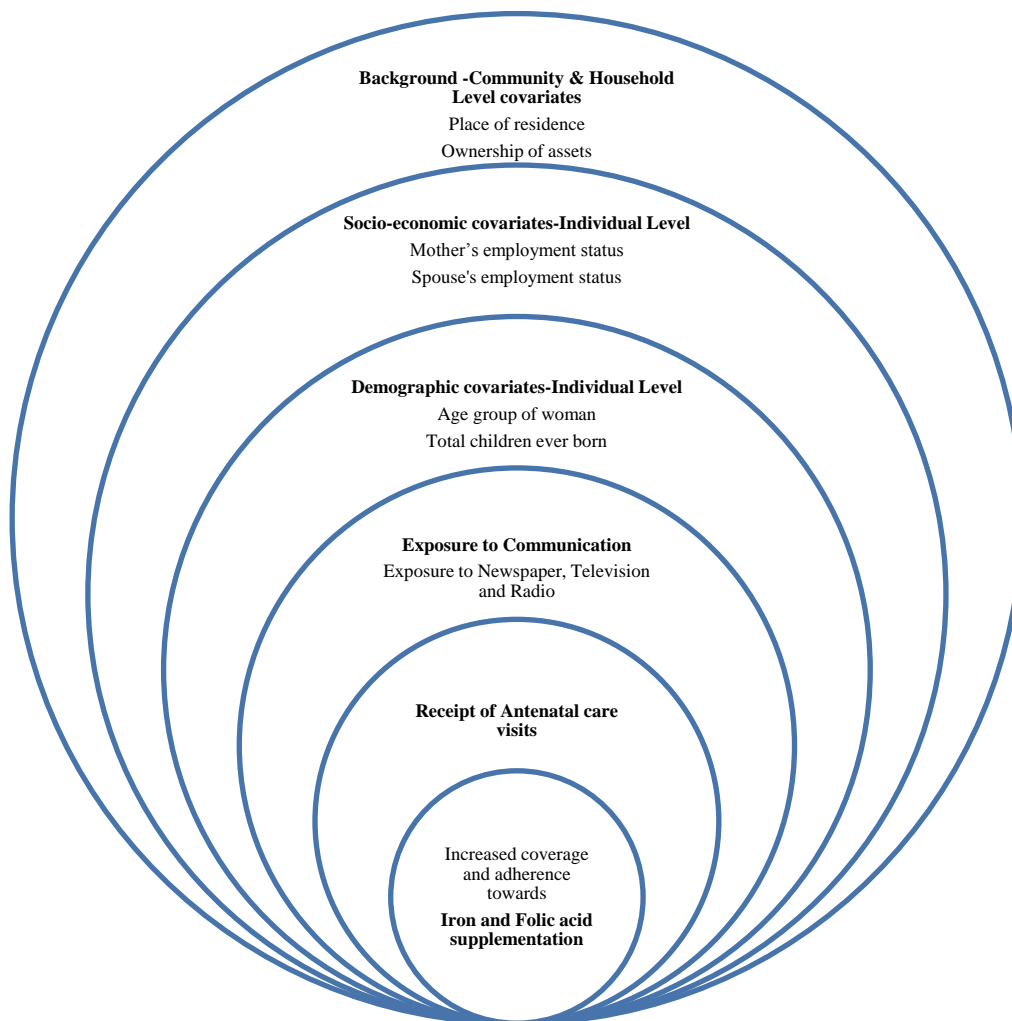 Background -Community & Household
Level covariates
Place of residence
Ownership of assets
Socio-economic covariates-Individual Level
Mother’s employment status
Spouse's employment status
Demographic covariates-Individual Level
Age group of woman
Total children ever born
Exposure to Communication
Exposure to Newspaper, Television
and Radio
Receipt of Antenatal care
visits
Increased coverage
and adherence
towards
Iron and Folic acid
supplementation